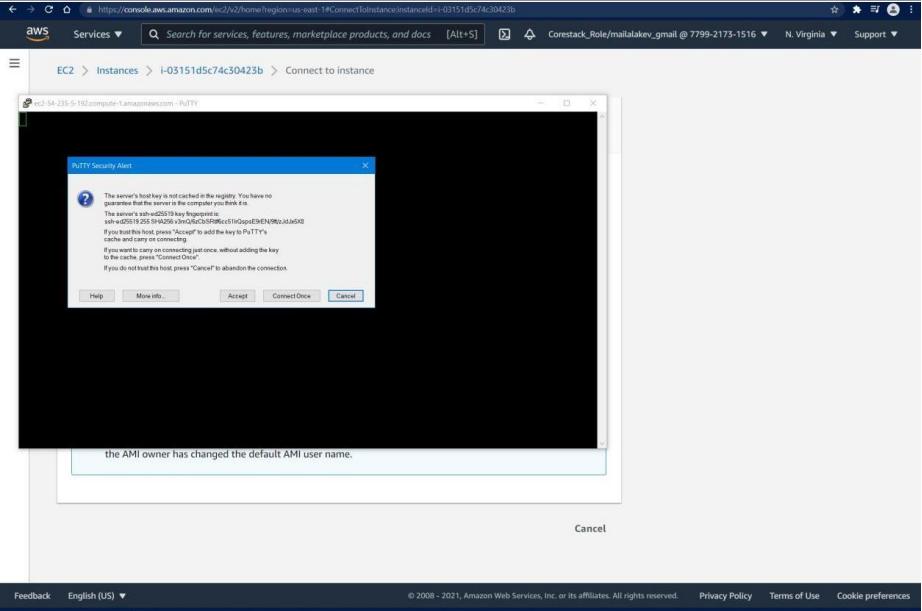 https://console.aws.amazon.com/ec2/v2/home?region=us-east-1#ConnectToInstance:instanceId=i-03151d5c74c30423b
aws Services ▼ Search for services, features, marketplace products, and docs [Alt+S] Corestack_Role/mailalakev_gmail @ 7799-2173-1516 ▼ N. Virginia ▼ Support ▼
EC2 > Instances > i-03151d5c74c30423b > Connect to instance
ec2-54-235-5-192.compute-1.amazonaws.com - PuTTY
PuTTY Security Alert
The server's host key is not cached in the registry. You have no
guarantee that the server is the computer you think it is.
The server's ssh-ed25519 key fingerprint is:
ssh-ed25519 255
If you trust this host, press "Accept" to add the key to PuTTY's
cache and carry on connecting.
If you want to carry on connecting just once, without adding the key
to the cache, press "Connect Once".
If you do not trust this host, press "Cancel" to abandon the connection.
Help More info... Accept Connect Once Cancel
the AMI owner has changed the default AMI user name.
Cancel
Feedback English (US) ▼ © 2008 - 2021, Amazon Web Services, Inc. or its affiliates. All rights reserved. Privacy Policy Terms of Use Cookie preferences